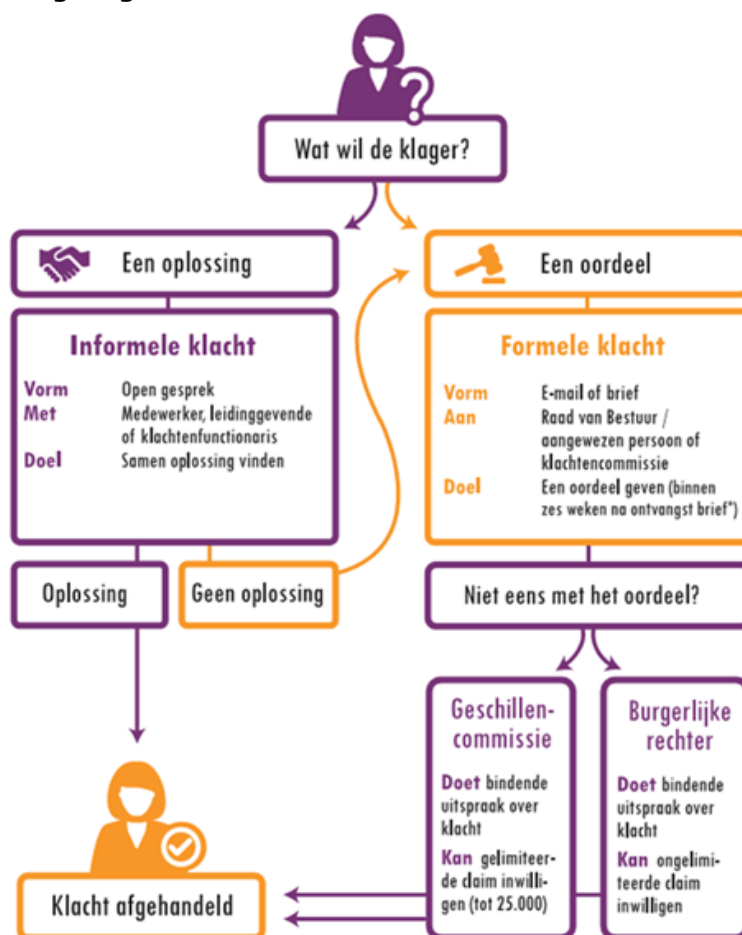 Wat wil de klager?
Een oplossing
Informele klacht
Vorm Open gesprek
Met Medewerker, leidinggevende
of klachtenfunctionaris
Doel Samen oplossing vinden
Oplossing
Geen oplossing
Een oordeel
Formele klacht
Vorm E-mail of brief
Aan Raad van Bestuur /
aangewezen persoon of
klachtencommissie
Doel Een oordeel geven (binnen
zes weken na ontvangst brief*)
Niet eens met het oordeel?
Geschillen-
commissie
Doet bindende
uitspraak over
klacht
Kan gelimiteer-
de claim inwilli-
gen (tot 25.000)
Burgerlijke
rechter
Doet bindende
uitspraak over
klacht
Kan ongelimi-
teerde claim
inwilligen
Klacht afgehandeld